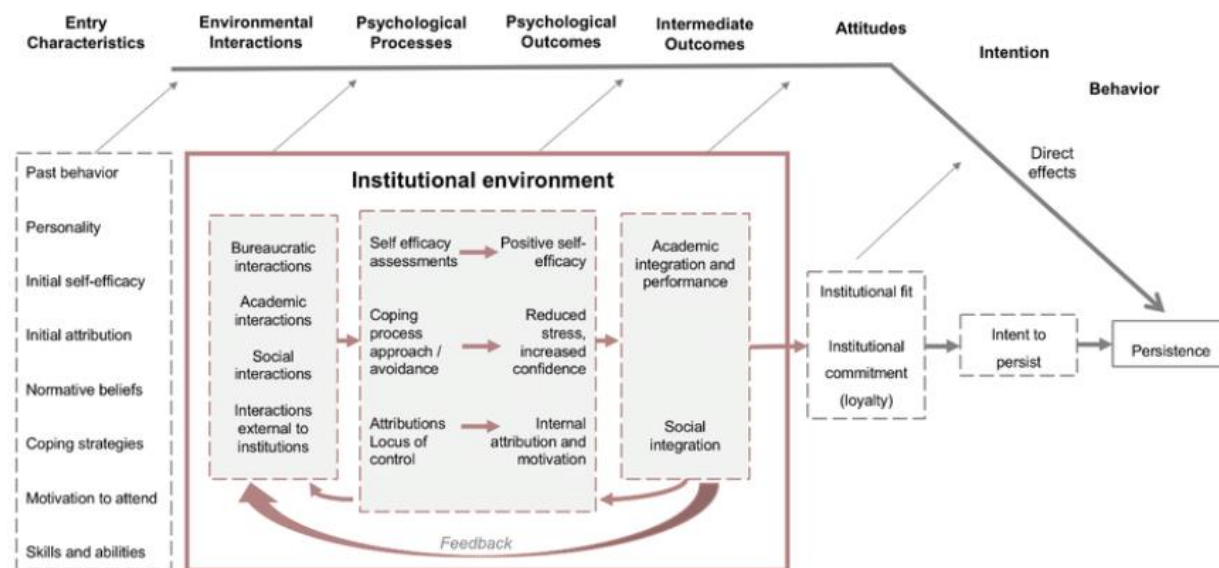 Entry
Characteristics
Environmental
Interactions
Psychological
Processes
Psychological
Outcomes
Intermediate
Outcomes
Attitudes
Intention
Behavior
Direct
effects
Past behavior
Personality
Initial self-efficacy
Initial attribution
Normative beliefs
Coping strategies
Motivation to attend
Skills and abilities
Institutional environment
Bureaucratic
interactions
Academic
interactions
Social
interactions
Interactions
external to
institutions
Self efficacy
assessments
Positive self-
efficacy
Coping
process
approach /
avoidance
Reduced
stress,
increased
confidence
Attributions
Locus of
control
Internal
attribution and
motivation
Academic
integration and
performance
Social
integration
Feedback
Institutional fit
Institutional
commitment
(loyalty)
Intent to
persist
Persistence